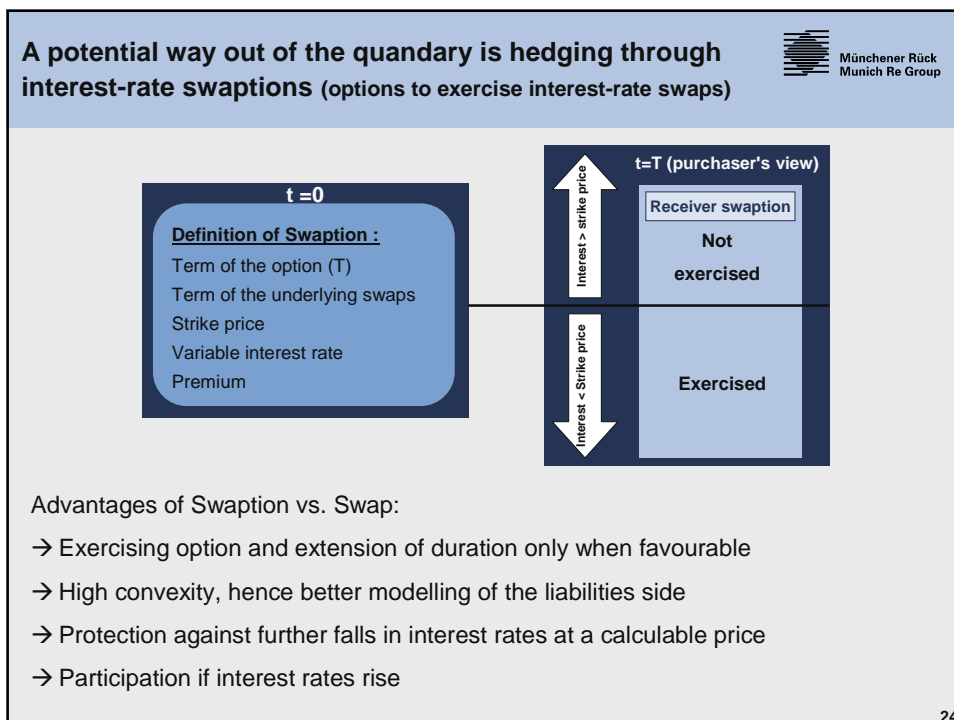 A potential way out of the quandary is hedging through
interest-rate swaptions (options to exercise interest-rate swaps)
Münchener Rück
Munich Re Group
t =0
Definition of Swaption :
Term of the option (T)
Term of the underlying swaps
Strike price
Variable interest rate
Premium
t=T (purchaser's view)
Interest > strike price
Receiver swaption
Not
exercised
Interest < Strike price
Exercised
Advantages of Swaption vs. Swap:
→ Exercising option and extension of duration only when favourable
→ High convexity, hence better modelling of the liabilities side
→ Protection against further falls in interest rates at a calculable price
→ Participation if interest rates rise
24